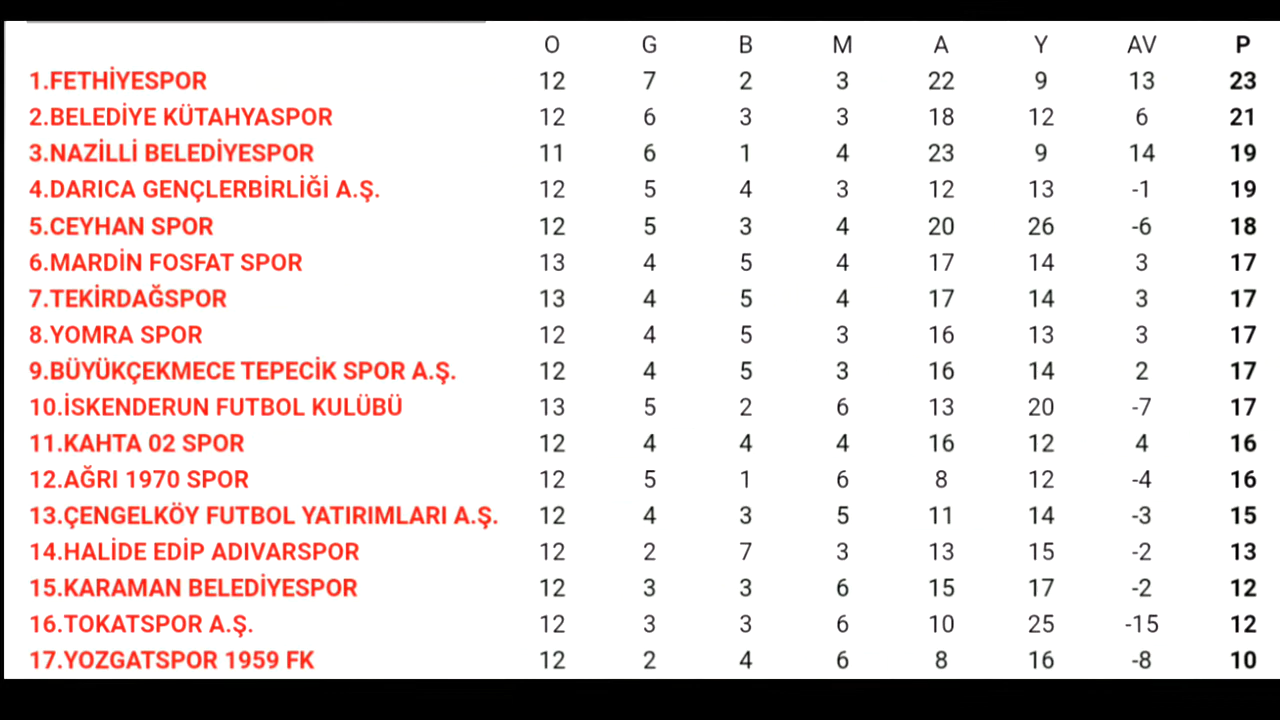 O G B M A Y AV P
1.FETHİYESPOR 12 7 2 3 22 9 13 23
2.BELEDİYE KÜTAHYASPOR 12 6 3 3 18 12 6 21
3.NAZİLLİ BELEDİYESPOR 11 6 1 4 23 9 14 19
4.DARICA GENÇLERBİRLİĞİ A.Ş. 12 5 4 3 12 13 -1 19
5.CEYHAN SPOR 12 5 3 4 20 26 -6 18
6.MARDİN FOSFAT SPOR 13 4 5 4 17 14 3 17
7.TEKİRDAĞSPOR 13 4 5 4 17 14 3 17
8.YOMRA SPOR 12 4 5 3 16 13 3 17
9.BÜYÜKÇEKMECE TEPECİK SPOR A.Ş. 12 4 5 3 16 14 2 17
10.İSKENDERUN FUTBOL KULÜBÜ 13 5 2 6 13 20 -7 17
11.KAHTA 02 SPOR 12 4 4 4 16 12 4 16
12.AĞRI 1970 SPOR 12 5 1 6 8 12 -4 16
13.ÇENGELKÖY FUTBOL YATIRIMLARI A.Ş. 12 4 3 5 11 14 -3 15
14.HALİDE EDİP ADIVARSPOR 12 2 7 3 13 15 -2 13
15.KARAMAN BELEDİYESPOR 12 3 3 6 15 17 -2 12
16.TOKATSPOR A.Ş. 12 3 3 6 10 25 -15 12
17.YOZGATSPOR 1959 FK 12 2 4 6 8 16 -8 10